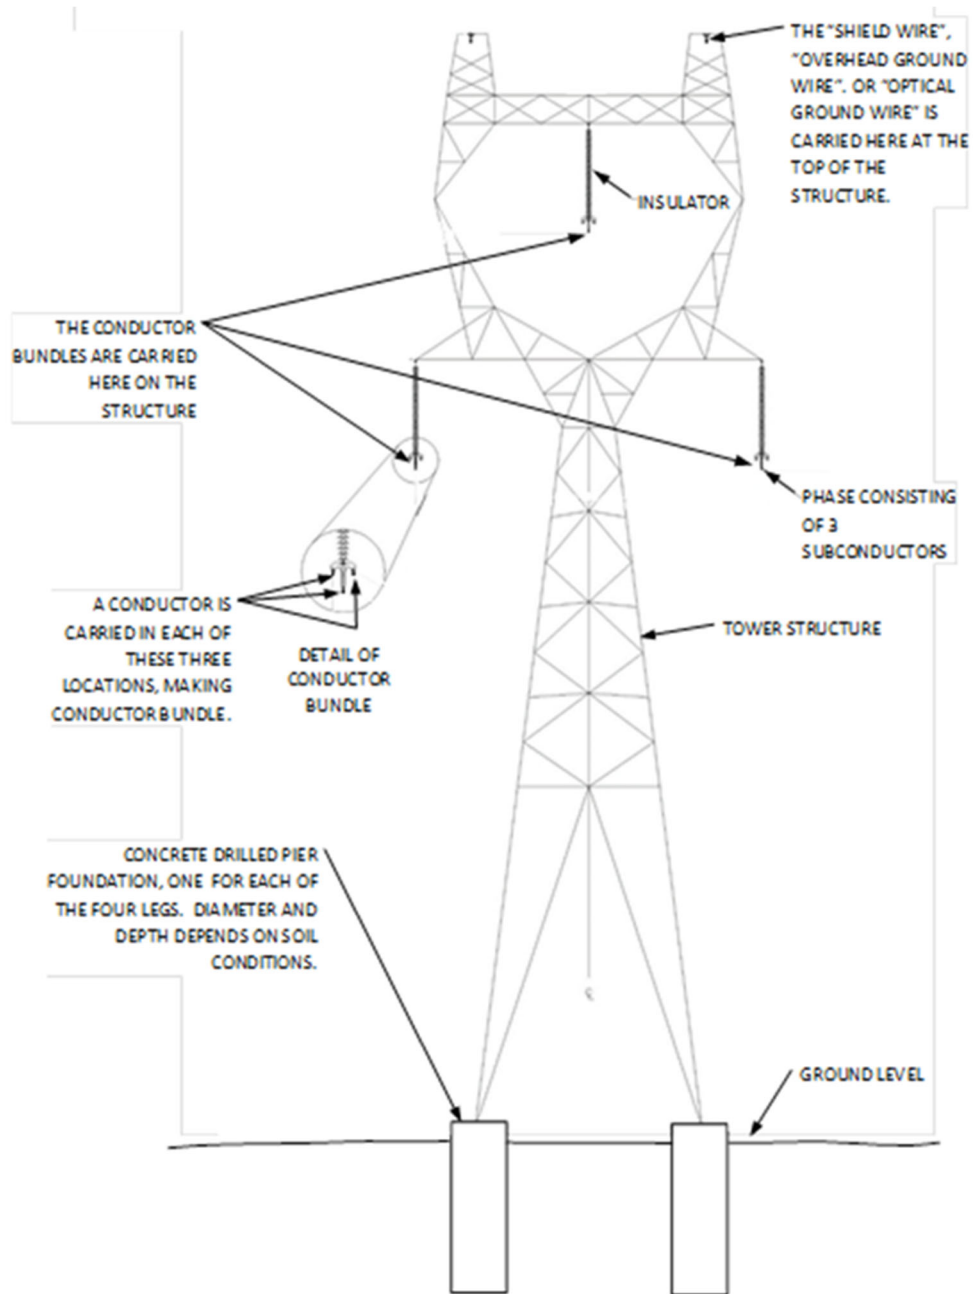 THE "SHIELD WIRE",
"OVERHEAD GROUND
WIRE". OR "OPTICAL
GROUND WIRE" IS
CARRIED HERE AT THE
TOP OF THE
STRUCTURE.
INSULATOR
THE CONDUCTOR
BUNDLES ARE CARRIED
HERE ON THE
STRUCTURE
PHASE CONSISTING
OF 3
SUBCONDUCTORS
A CONDUCTOR IS
CARRIED IN EACH OF
THESE THREE
LOCATIONS, MAKING
CONDUCTOR BUNDLE.
DETAIL OF
CONDUCTOR
BUNDLE
TOWER STRUCTURE
CONCRETE DRILLED PIER
FOUNDATION, ONE FOR EACH OF
THE FOUR LEGS. DIAMETER AND
DEPTH DEPENDS ON SOIL
CONDITIONS.
GROUND LEVEL